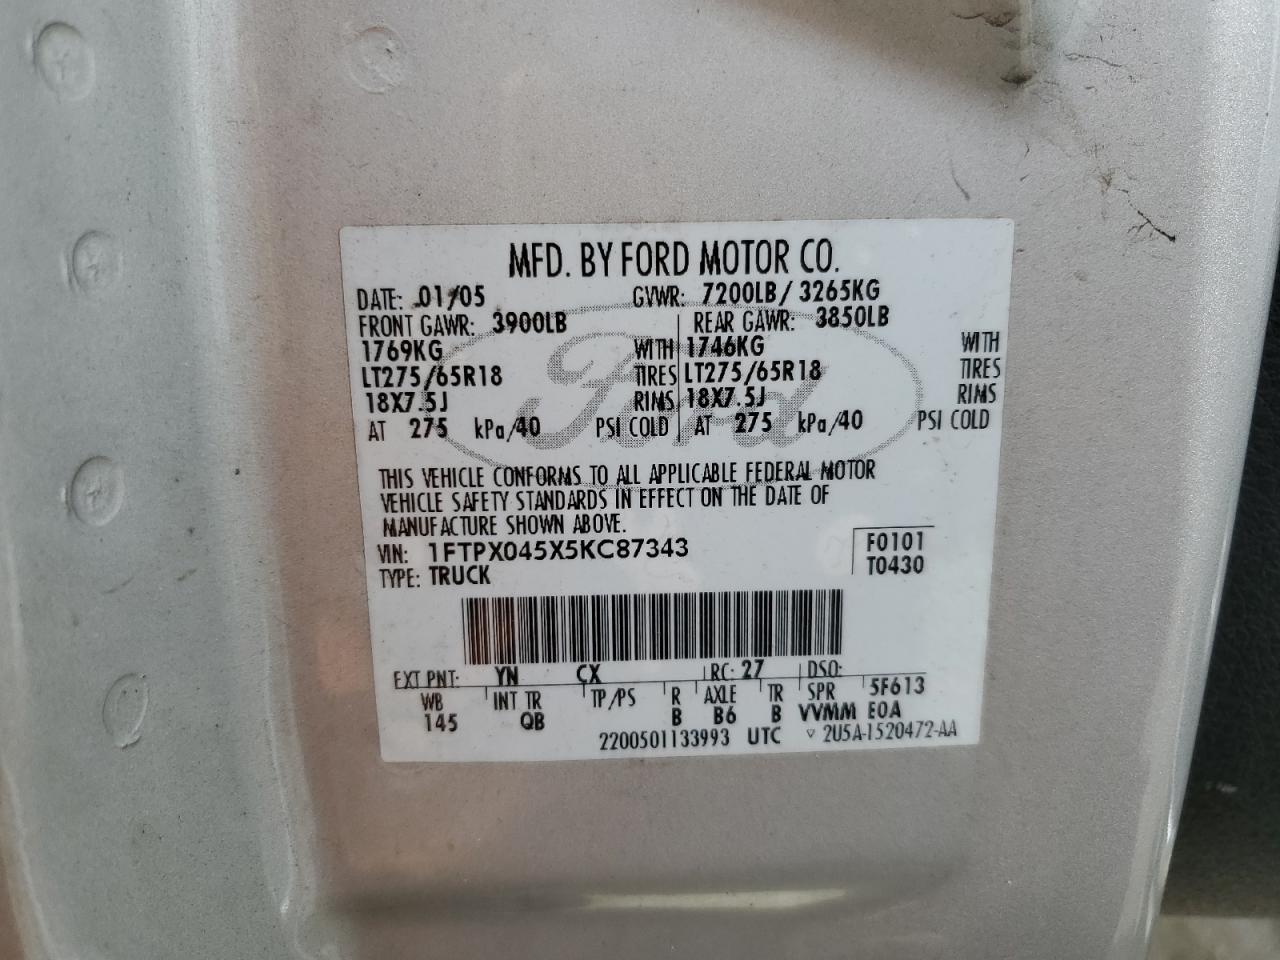 MFD. BY FORD MOTOR CO.
DATE: 01/05 GVWR: 7200LB/ 3265KG
FRONT GAWR: 3900LB REAR GAWR: 3850LB
1769KG WITH 1746KG WITH
LT275/65R18 TIRES LT275/65R18 TIRES
18X7.5J RIMS 18X7.5J RIMS
AT 275 kPa/40 PSI COLD AT 275 kPa/40 PSI COLD
Ford
THIS VEHICLE CONFORMS TO ALL APPLICABLE FEDERAL MOTOR
VEHICLE SAFETY STANDARDS IN EFFECT ON THE DATE OF
MANUFACTURE SHOWN ABOVE.
VIN: 1FTPX045X5KC87343 F0101
TYPE: TRUCK T0430
EXT PNT: YN CX RC: 27 DSO:
WB INT TR TP/PS R AXLE TR SPR 5F613
145 QB B B6 B VVMM EOA
2200501133993 UTC ▽ 2U5A-1520472-AA